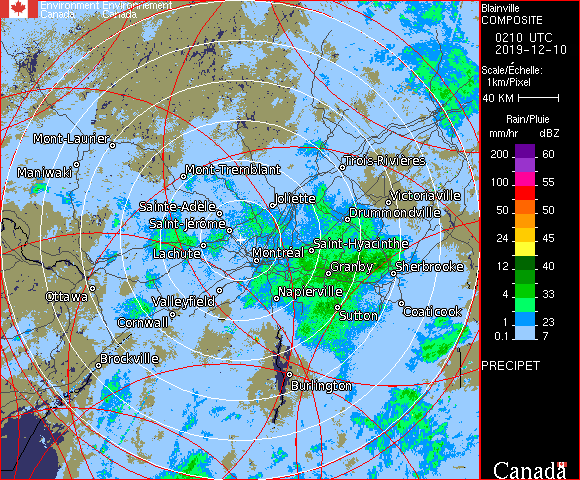 Environment Environnement
Canada Canada
Blainville
COMPOSITE
0210 UTC
2019-12-10
Scale/Échelle:
1km/Pixel
40 KM
Rain/Pluie
mm/hr dBZ
200 60
100 55
50 50
24 45
12 40
4 33
1 23
0.1 7
PRECIPET
Canada
Mont-Laurier
Maniwaki
Mont-Tremblant
Trois-Rivieres
Victoriaville
Sainte-Adele
Joliette
Drummondville
Saint-Jérôme
Lachute
Montréal
Saint-Hyacinthe
Granby
Sherbrooke
Ottawa
Valleyfield
Napierville
Cornwall
Sutton
Coaticook
Brockville
Burlington